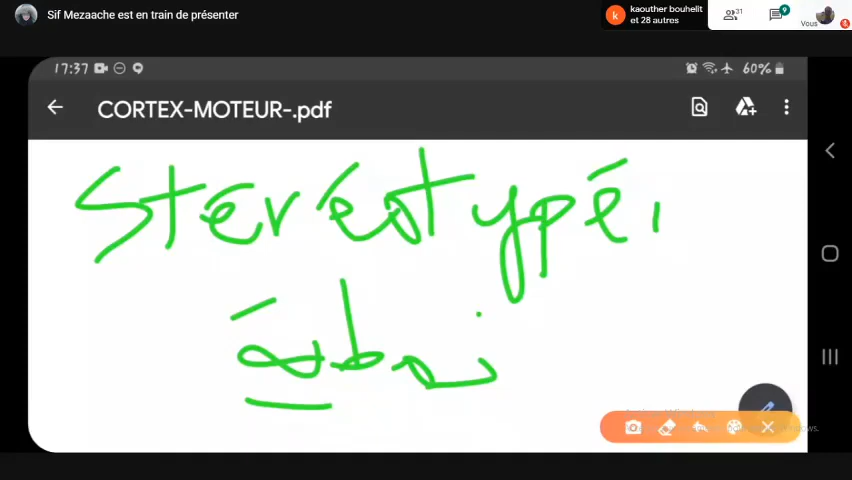 Sif Mezaache est en train de présenter
kaouther bouhelit
et 28 autres
31
9
Vous
17:37
60%
CORTEX-MOTEUR-.pdf
Stéréotypé,